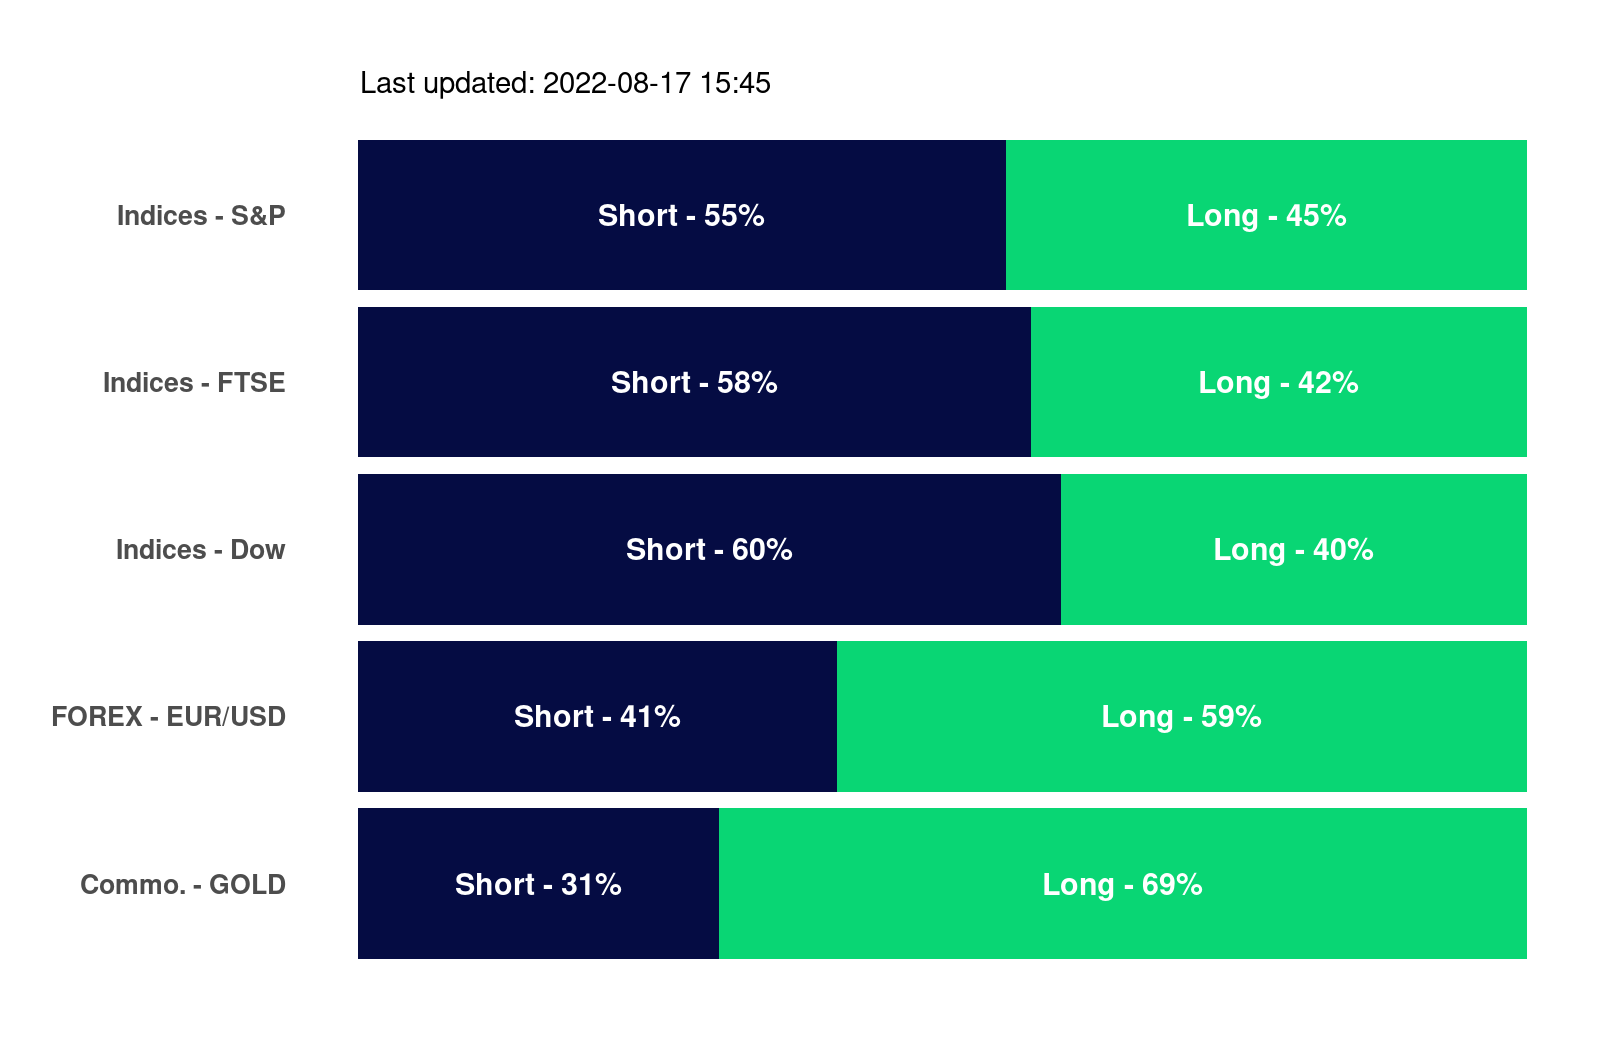 Last updated: 2022-08-17 15:45
Indices - S&P Short - 55% Long - 45%
Indices - FTSE Short - 58% Long - 42%
Indices - Dow Short - 60% Long - 40%
FOREX - EUR/USD Short - 41% Long - 59%
Commo. - GOLD Short - 31% Long - 69%